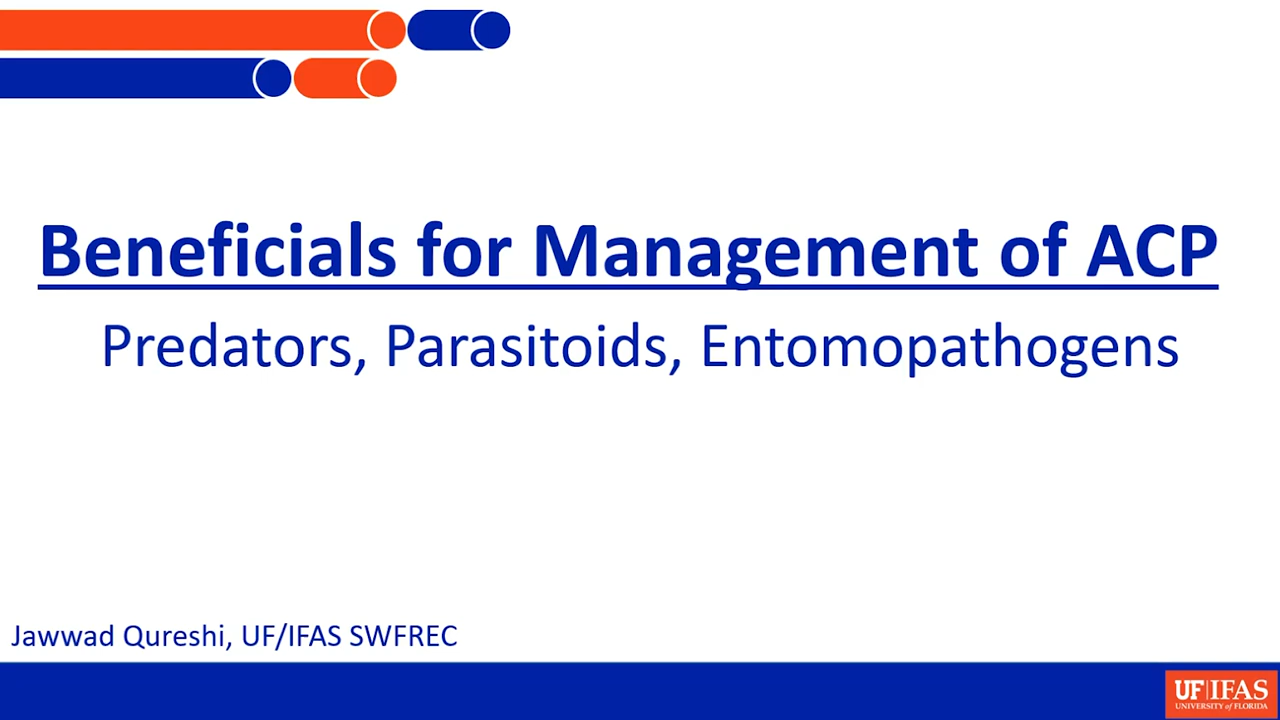 Beneficials for Management of ACP
Predators, Parasitoids, Entomopathogens
Jawwad Qureshi, UF/IFAS SWFREC
UF|IFAS
UNIVERSITY of FLORIDA